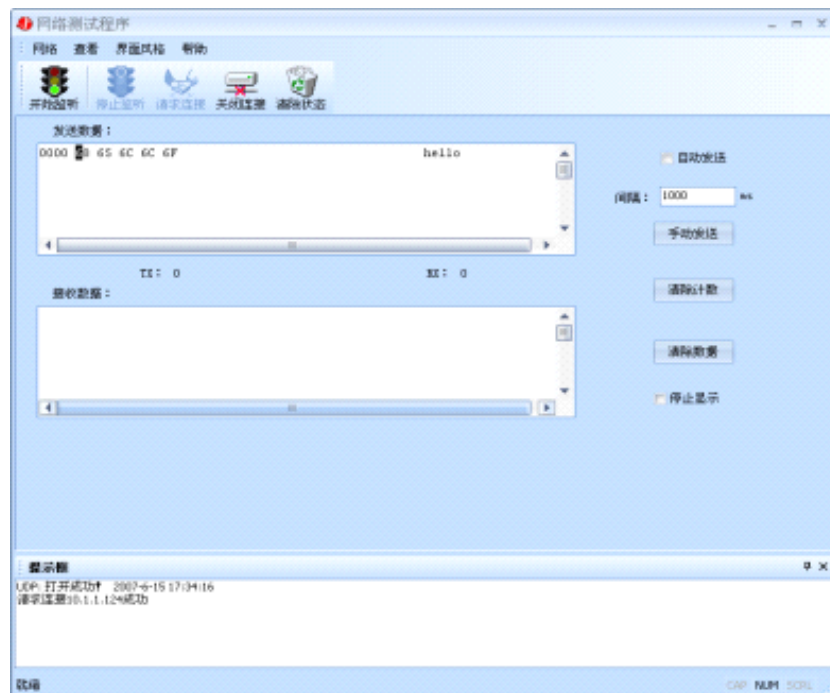 网络测试程序
网络 查看 界面风格 帮助
开始监听 停止监听 请求连接 关闭连接 清除状态
发送数据：
0000 65 6C 6C 6F hello
自动发送
间隔： 1000 ms
手动发送
TX： 0 RX： 0
清除计数
接收数据：
清除数据
停止显示
提示框
UDP: 打开成功! 2007-6-15 17:34:16
请求连接10.1.1.124成功
就绪 CAP NUM SCRL